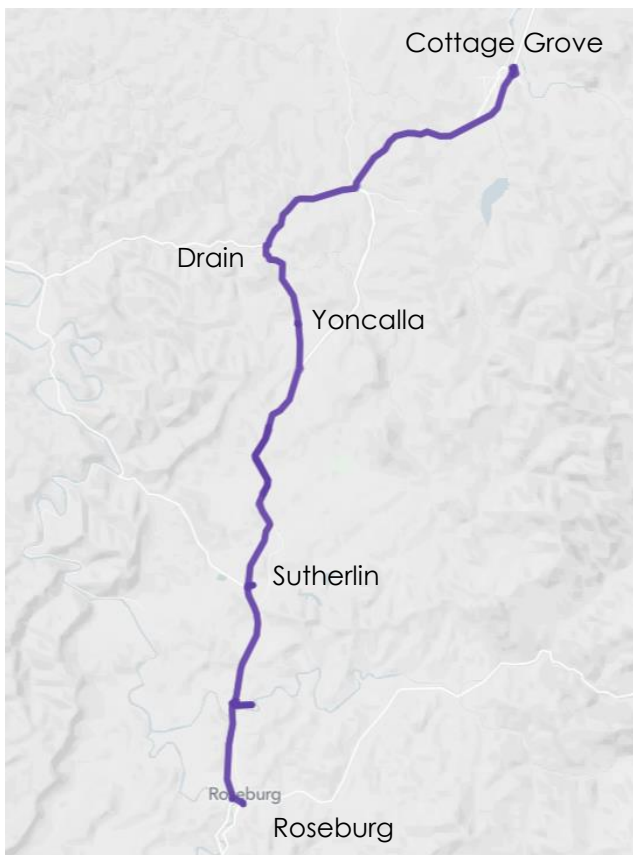 Cottage Grove
Drain
Yoncalla
Sutherlin
Roseburg
Roseburg